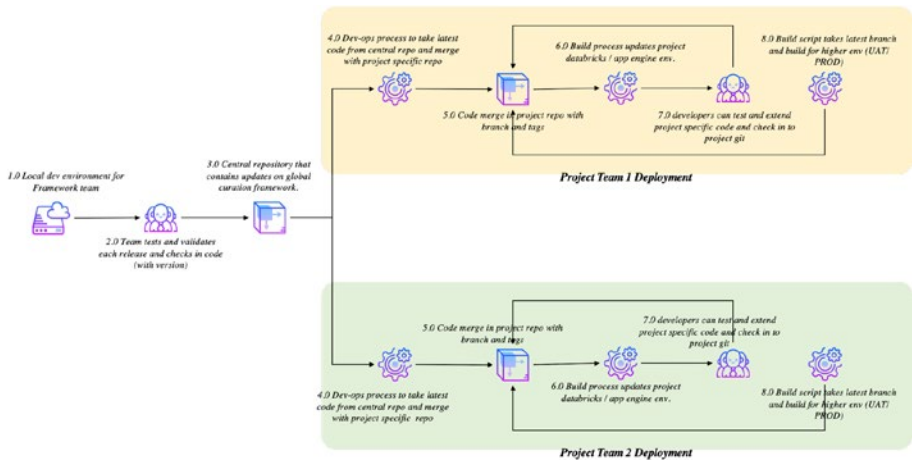 4.0 Dev-ops process to take latest
code from central repo and merge
with project specific repo
6.0 Build process updates project
databricks / app engine env.
8.0 Build script takes latest branch
and build for higher env (UAT/
PROD)
5.0 Code merge in project repo with
branch and tags
7.0 developers can test and extend
project specific code and check in to
project git
Project Team 1 Deployment
1.0 Local dev environment for
Framework team
3.0 Central repository that
contains updates on global
curation framework.
2.0 Team tests and validates
each release and checks in code
(with version)
5.0 Code merge in project repo with
branch and tags
7.0 developers can test and extend
project specific code and check in to
project git
4.0 Dev-ops process to take latest
code from central repo and merge
with project specific repo
6.0 Build process updates project
databricks / app engine env.
8.0 Build script takes latest branch
and build for higher env (UAT/
PROD)
Project Team 2 Deployment